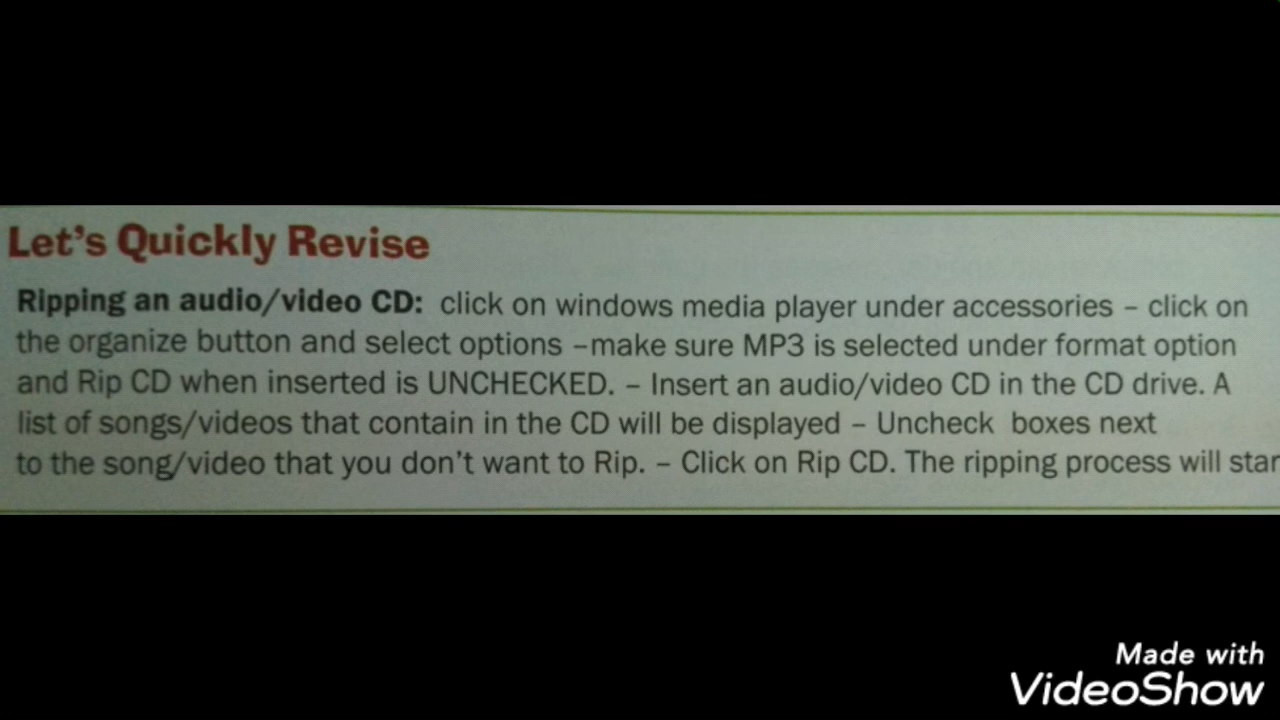 Let's Quickly Revise
Ripping an audio/video CD: click on windows media player under accessories – click on
the organize button and select options –make sure MP3 is selected under format option
and Rip CD when inserted is UNCHECKED. – Insert an audio/video CD in the CD drive. A
list of songs/videos that contain in the CD will be displayed – Uncheck boxes next
to the song/video that you don't want to Rip. – Click on Rip CD. The ripping process will star
Made with
VideoShow